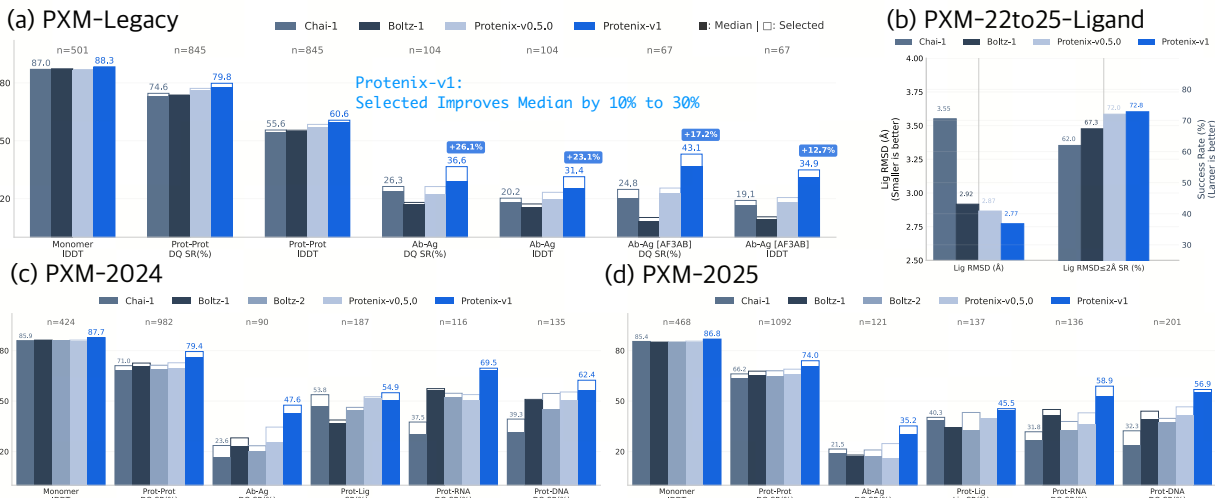 (a) PXM-Legacy
Chai-1 Boltz-1 Protenix-v0.5.0 Protenix-v1 : Median | : Selected
n=501 n=845 n=845 n=104 n=104 n=67 n=67
Protenix-v1:
Selected Improves Median by 10% to 30%
80
50
20
87.0 88.3 74.6 79.8 55.6 60.6 26,3 36,6 20.2 31,4 24,8 43.1 19,1 34,9
+26.1% +23.1% +17.2% +12.7%
Monomer Prot-Prot Prot-Prot Ab-Ag Ab-Ag Ab-Ag [AF3AB] Ab-Ag [AF3AB]
lDDT DQ SR(%) lDDT DQ SR(%) lDDT DQ SR(%) lDDT
(b) PXM-22to25-Ligand
Chai-1 Boltz-1 Protenix-v0.5.0 Protenix-v1
4.00
3.75
3.50
3.25
3.00
2.75
2.50
Lig RMSD (Å)
(Smaller is better)
3.55 2.92 2.87 2.77 62.0 67,3 72,0 72.8
80
70
60
50
40
30
Success Rate (%)
(Larger is better)
Lig RMSD (Å) Lig RMSD≤2Å SR (%)
(c) PXM-2024
Chai-1 Boltz-1 Boltz-2 Protenix-v0,5,0 Protenix-v1
n=424 n=982 n=90 n=187 n=116 n=135
80
50
20
85,9 87.7 71.0 79.4 23,6 47.6 53.8 54.9 37,5 69.5 39,3 62.4
Monomer Prot-Prot Ab-Ag Prot-Lig Prot-RNA Prot-DNA
(d) PXM-2025
Chai-1 Boltz-1 Boltz-2 Protenix-v0.5.0 Protenix-v1
n=468 n=1092 n=121 n=137 n=136 n=201
80
50
20
85.4 86.8 66.2 74.0 21,5 35.2 40.3 45.5 31.8 58.9 32.3 56.9
Monomer Prot-Prot Ab-Ag Prot-Lig Prot-RNA Prot-DNA